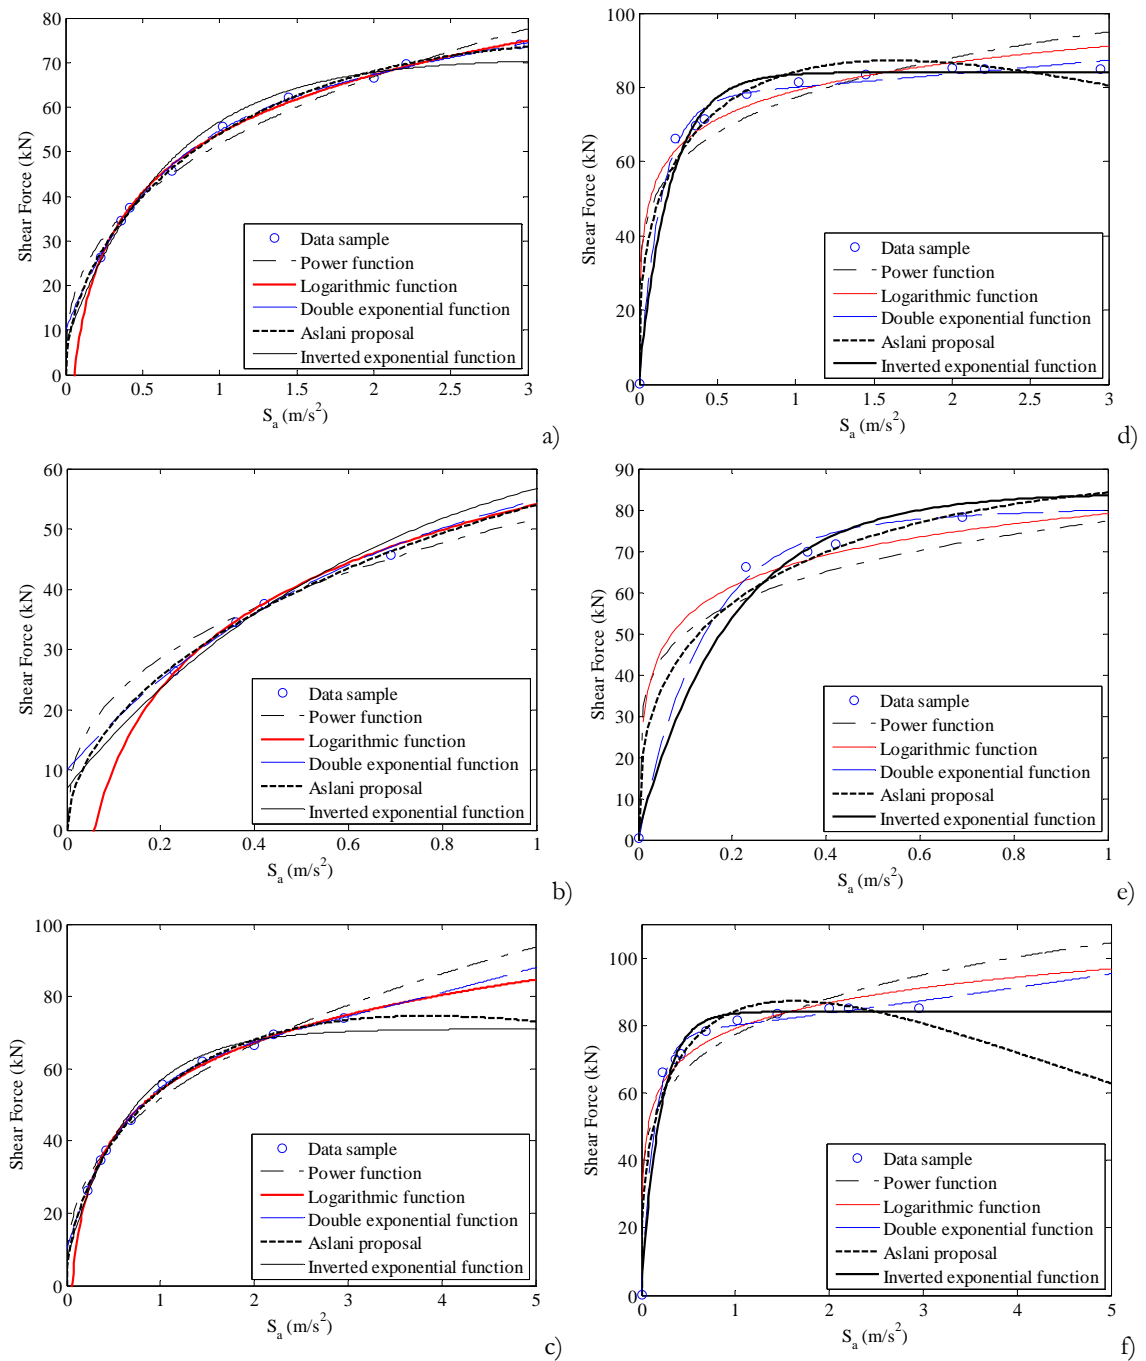 80
70
60
50
40
30
20
10
0
Shear Force (kN)
Data sample
Power function
Logarithmic function
Double exponential function
Aslani proposal
Inverted exponential function
0 0.5 1 1.5 2 2.5 3
Sa (m/s²)
a)
100
80
60
40
20
0
Shear Force (kN)
Data sample
Power function
Logarithmic function
Double exponential function
Aslani proposal
Inverted exponential function
0 0.5 1 1.5 2 2.5 3
Sa (m/s²)
d)
60
50
40
30
20
10
0
Shear Force (kN)
Data sample
Power function
Logarithmic function
Double exponential function
Aslani proposal
Inverted exponential function
0 0.2 0.4 0.6 0.8 1
Sa (m/s²)
b)
90
80
70
60
50
40
30
20
10
0
Shear Force (kN)
Data sample
Power function
Logarithmic function
Double exponential function
Aslani proposal
Inverted exponential function
0 0.2 0.4 0.6 0.8 1
Sa (m/s²)
e)
100
80
60
40
20
0
Shear Force (kN)
Data sample
Power function
Logarithmic function
Double exponential function
Aslani proposal
Inverted exponential function
0 1 2 3 4 5
Sa (m/s²)
c)
100
80
60
40
20
0
Shear Force (kN)
Data sample
Power function
Logarithmic function
Double exponential function
Aslani proposal
Inverted exponential function
0 1 2 3 4 5
Sa (m/s²)
f)